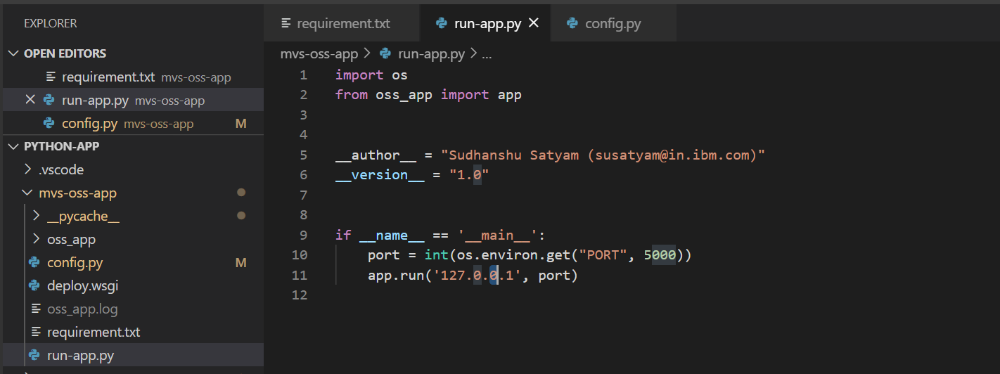 EXPLORER
OPEN EDITORS
requirement.txt mvs-oss-app
run-app.py mvs-oss-app
config.py mvs-oss-app M
PYTHON-APP
.vscode
mvs-oss-app
__pycache__
oss_app
config.py M
deploy.wsgi
oss_app.log
requirement.txt
run-app.py
requirement.txt run-app.py config.py
mvs-oss-app > run-app.py > ...
1 import os
2 from oss_app import app
3
4
5 __author__ = "Sudhanshu Satyam (susatyam@in.ibm.com)"
6 __version__ = "1.0"
7
8
9 if __name__ == '__main__':
10 port = int(os.environ.get("PORT", 5000))
11 app.run('127.0.0.1', port)
12